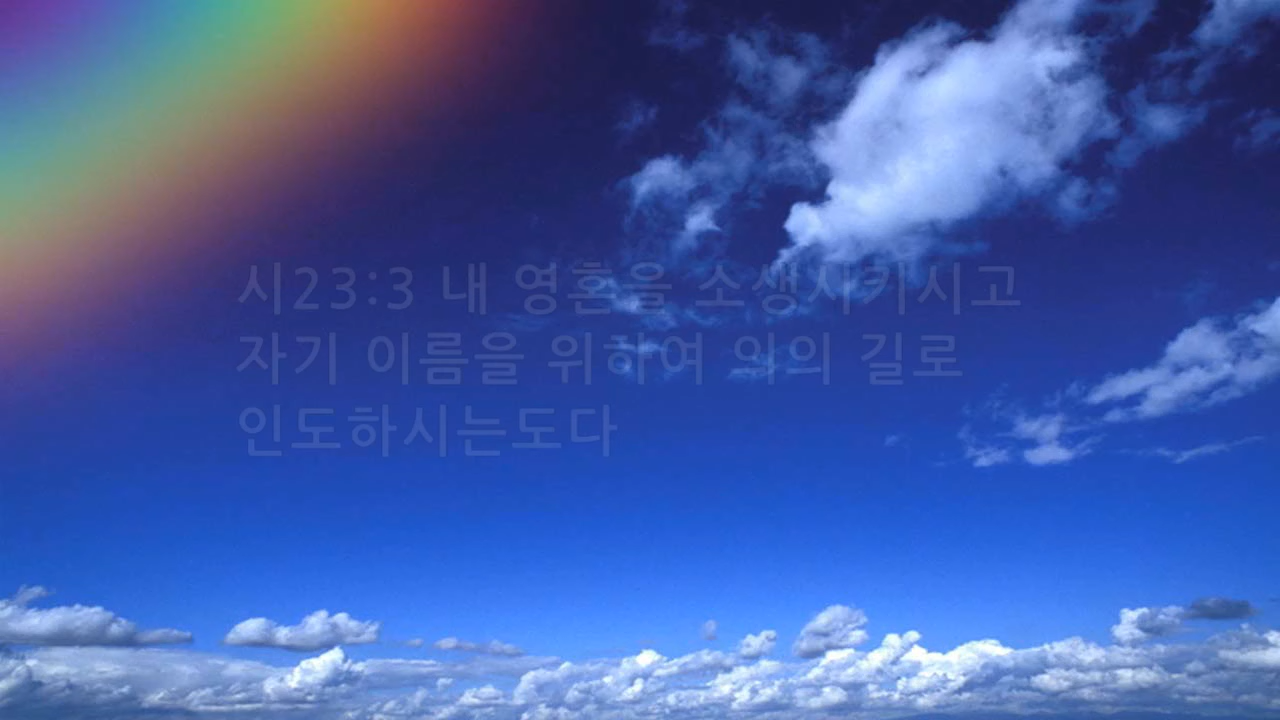 시23:3 내 영혼을 소생시키시고
자기 이름을 위하여 의의 길로
인도하시는도다